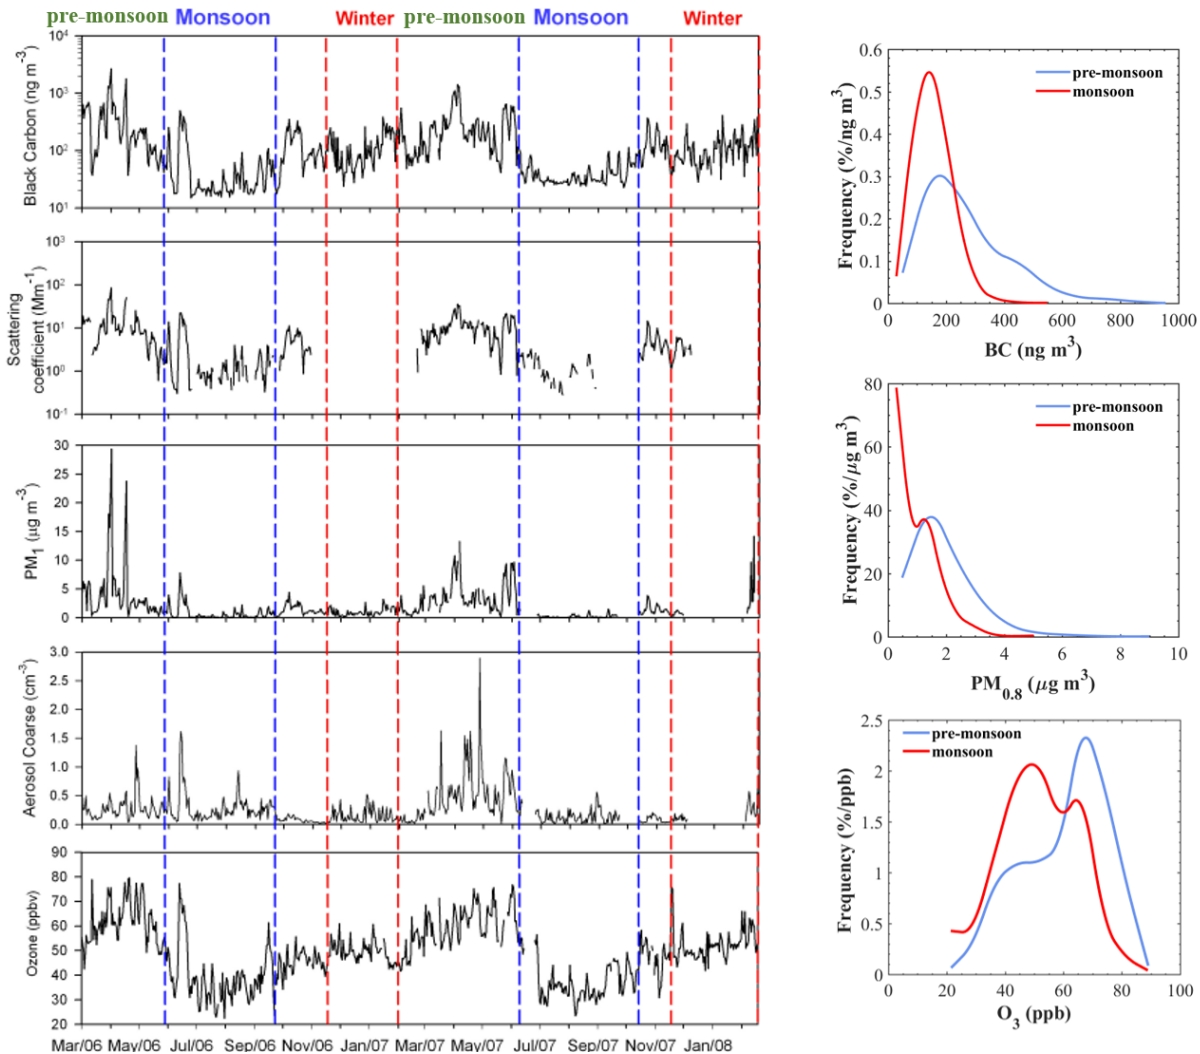 pre-monsoon Monsoon Winter pre-monsoon Monsoon Winter
Black Carbon (ng m-3)
10^4
10^3
10^2
10^1
Scattering
coefficient (Mm-1)
10^3
10^2
10^1
10^0
10^-1
PM1 (μg m-3)
30
25
20
15
10
5
0
Aerosol Coarse (cm-3)
3.0
2.5
2.0
1.5
1.0
0.5
0.0
Ozone (ppbv)
90
80
70
60
50
40
30
20
Mar/06 May/06 Jul/06 Sep/06 Nov/06 Jan/07 Mar/07 May/07 Jul/07 Sep/07 Nov/07 Jan/08
Frequency (%/ng m3)
0.6
0.5
0.4
0.3
0.2
0.1
0
pre-monsoon
monsoon
0 200 400 600 800 1000
BC (ng m3)
Frequency (%/μg m3)
80
60
40
20
0
pre-monsoon
monsoon
0 2 4 6 8 10
PM0.8 (μg m3)
Frequency (%/ppb)
2.5
2
1.5
1
0.5
0
pre-monsoon
monsoon
0 20 40 60 80 100
O3 (ppb)